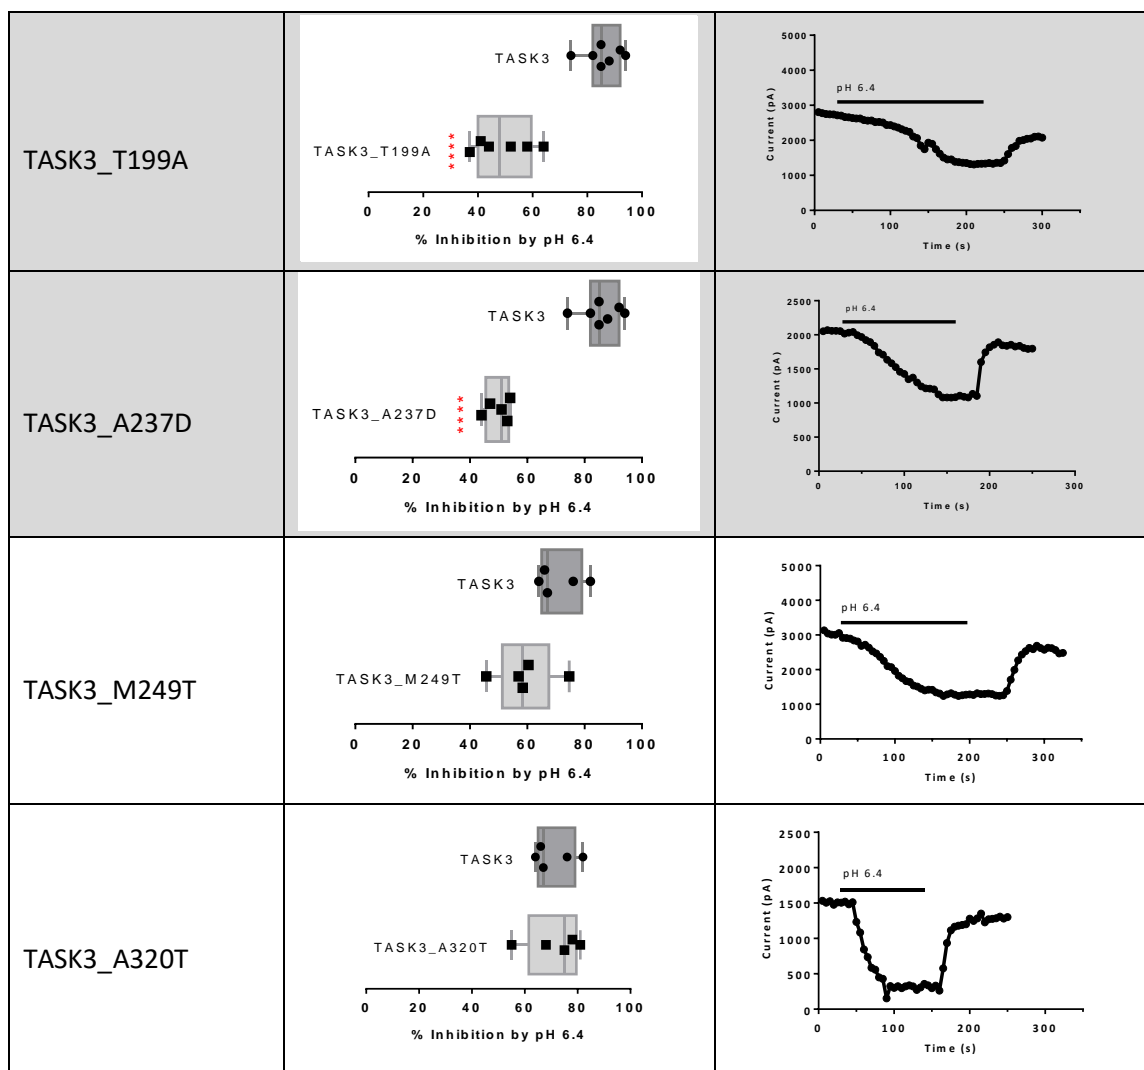 TASK3_T199A
TASK3
TASK3_T199A
****
0 20 40 60 80 100
% Inhibition by pH 6.4
5000
4000
3000
2000
1000
0
Current (pA)
pH 6.4
0 100 200 300
Time (s)
TASK3_A237D
TASK3
TASK3_A237D
****
0 20 40 60 80 100
% Inhibition by pH 6.4
2500
2000
1500
1000
500
0
Current (pA)
pH 6.4
0 100 200 300
Time (s)
TASK3_M249T
TASK3
TASK3_M249T
0 20 40 60 80 100
% Inhibition by pH 6.4
5000
4000
3000
2000
1000
0
Current (pA)
pH 6.4
0 100 200 300
Time (s)
TASK3_A320T
TASK3
TASK3_A320T
0 20 40 60 80 100
% Inhibition by pH 6.4
2500
2000
1500
1000
500
0
Current (pA)
pH 6.4
0 100 200 300
Time (s)